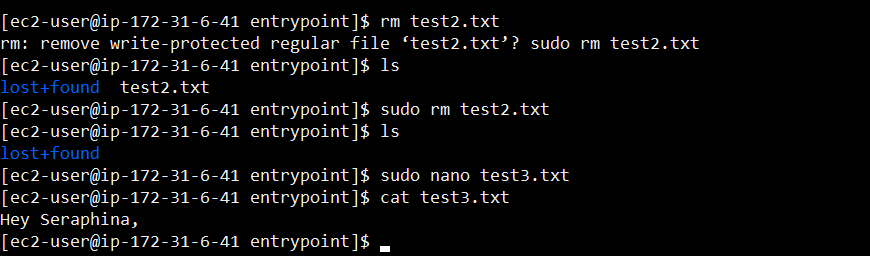 [ec2-user@ip-172-31-6-41 entrypoint]$ rm test2.txt
rm: remove write-protected regular file ‘test2.txt’? sudo rm test2.txt
[ec2-user@ip-172-31-6-41 entrypoint]$ ls
lost+found  test2.txt
[ec2-user@ip-172-31-6-41 entrypoint]$ sudo rm test2.txt
[ec2-user@ip-172-31-6-41 entrypoint]$ ls
lost+found
[ec2-user@ip-172-31-6-41 entrypoint]$ sudo nano test3.txt
[ec2-user@ip-172-31-6-41 entrypoint]$ cat test3.txt
Hey Seraphina,
[ec2-user@ip-172-31-6-41 entrypoint]$